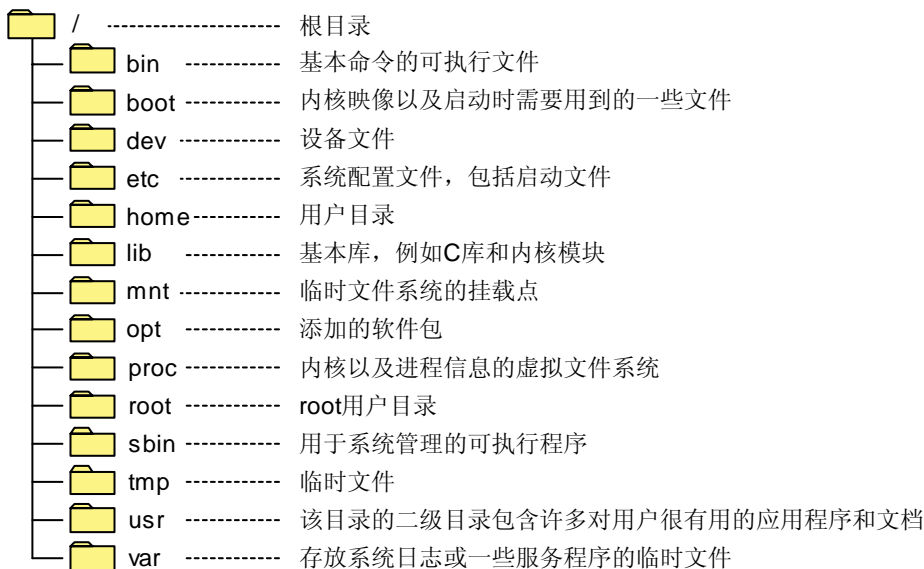 / 根目录
bin 基本命令的可执行文件
boot 内核映像以及启动时需要用到的一些文件
dev 设备文件
etc 系统配置文件，包括启动文件
home 用户目录
lib 基本库，例如C库和内核模块
mnt 临时文件系统的挂载点
opt 添加的软件包
proc 内核以及进程信息的虚拟文件系统
root root用户目录
sbin 用于系统管理的可执行程序
tmp 临时文件
usr 该目录的二级目录包含许多对用户很有用的应用程序和文档
var 存放系统日志或一些服务程序的临时文件